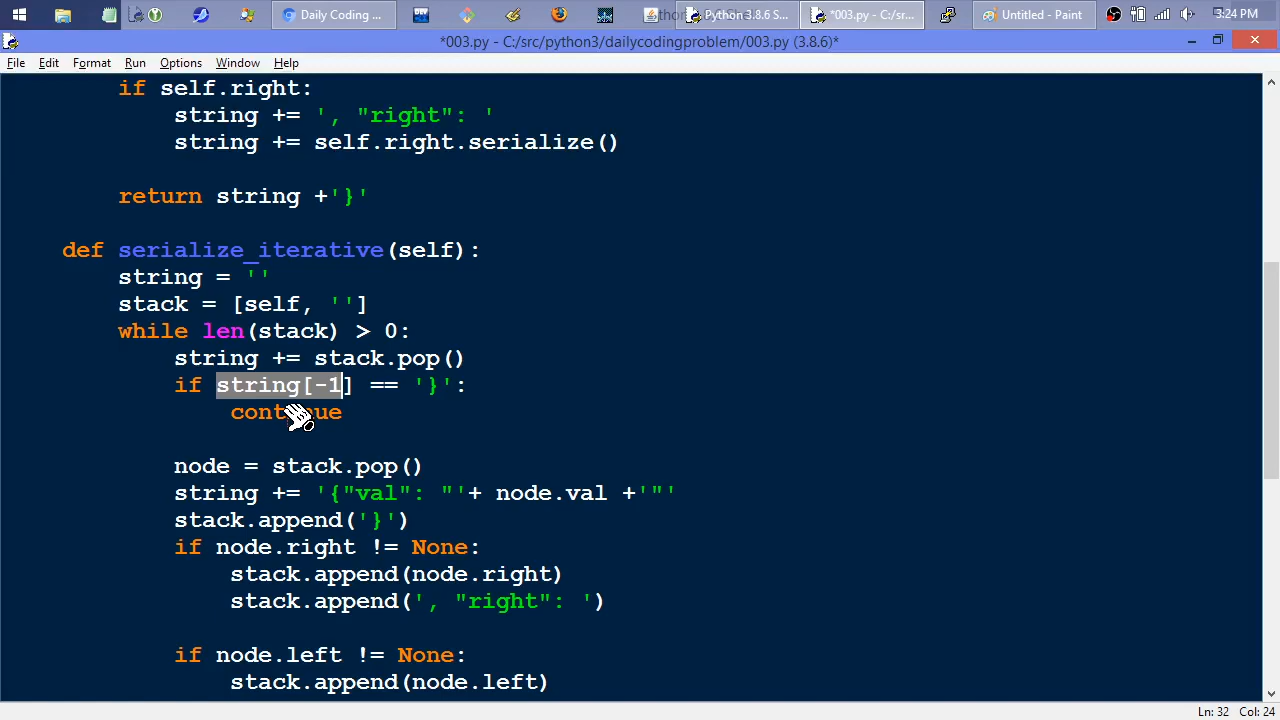 Daily Coding ...
Python 3.8.6 S...
*003.py - C:/sr...
Untitled - Paint
3:24 PM
*003.py - C:/src/python3/dailycodingproblem/003.py (3.8.6)*
File Edit Format Run Options Window Help
if self.right:
string += ', "right": '
string += self.right.serialize()
return string +'}'
def serialize_iterative(self):
string = ''
stack = [self, '']
while len(stack) > 0:
string += stack.pop()
if string[-1] == '}':
continue
node = stack.pop()
string += '{"val": "'+ node.val +'"'
stack.append('}')
if node.right != None:
stack.append(node.right)
stack.append(', "right": ')
if node.left != None:
stack.append(node.left)
Ln: 32 Col: 24